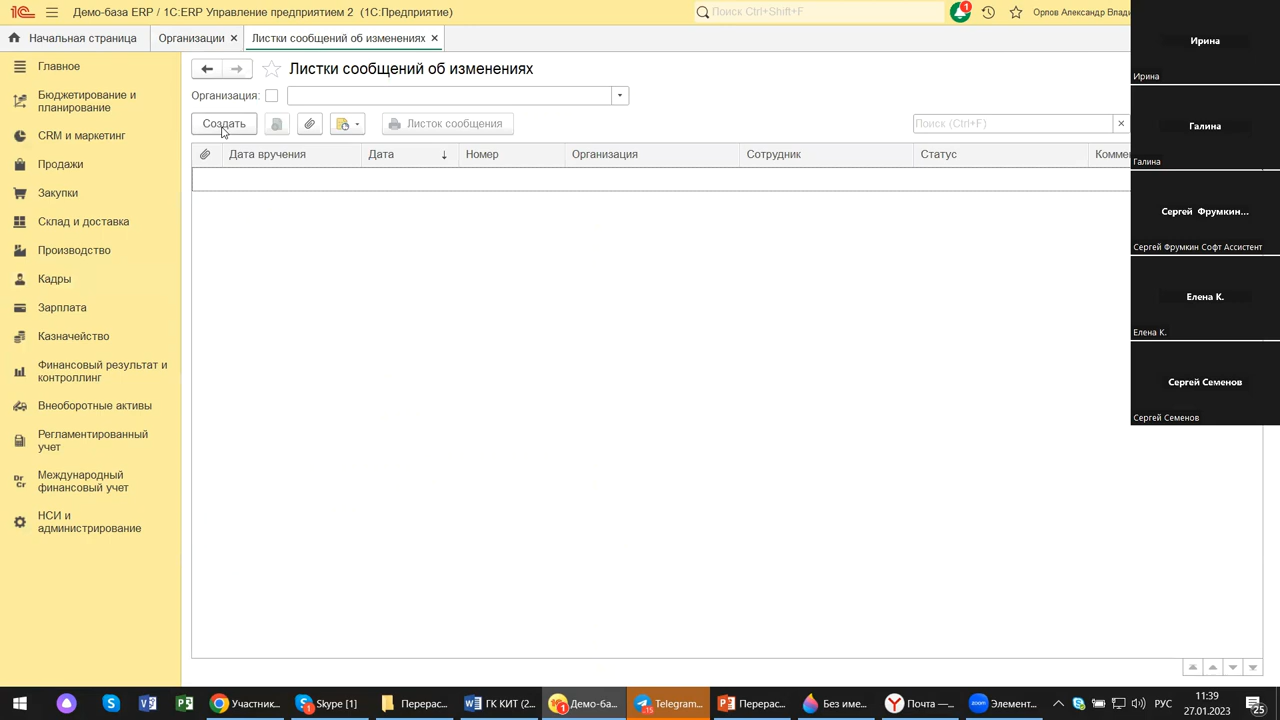 Демо-база ERP / 1C:ERP Управление предприятием 2 (1С:Предприятие)
Поиск Ctrl+Shift+F
1
Орлов Александр Влади
Начальная страница
Организации ×
Листки сообщений об изменениях ×
Главное
Бюджетирование и
планирование
CRM и маркетинг
Продажи
Закупки
Склад и доставка
Производство
Кадры
Зарплата
Казначейство
Финансовый результат и
контроллинг
Внеоборотные активы
Регламентированный
учет
Международный
финансовый учет
НСИ и
администрирование
Листки сообщений об изменениях
Организация:
Создать
Листок сообщения
Поиск (Ctrl+F)
Дата вручения
Дата
Номер
Организация
Сотрудник
Статус
Комме
Ирина
Ирина
Галина
Галина
Сергей Фрумкин...
Сергей Фрумкин Софт Ассистент
Елена К.
Елена К.
Сергей Семенов
Сергей Семенов
Участник...
Skype [1]
Перерас...
ГК КИТ (2...
Демо-ба...
Telegram...
Перерас...
Без име...
Почта —...
Элемент...
РУС
11:39
27.01.2023
25